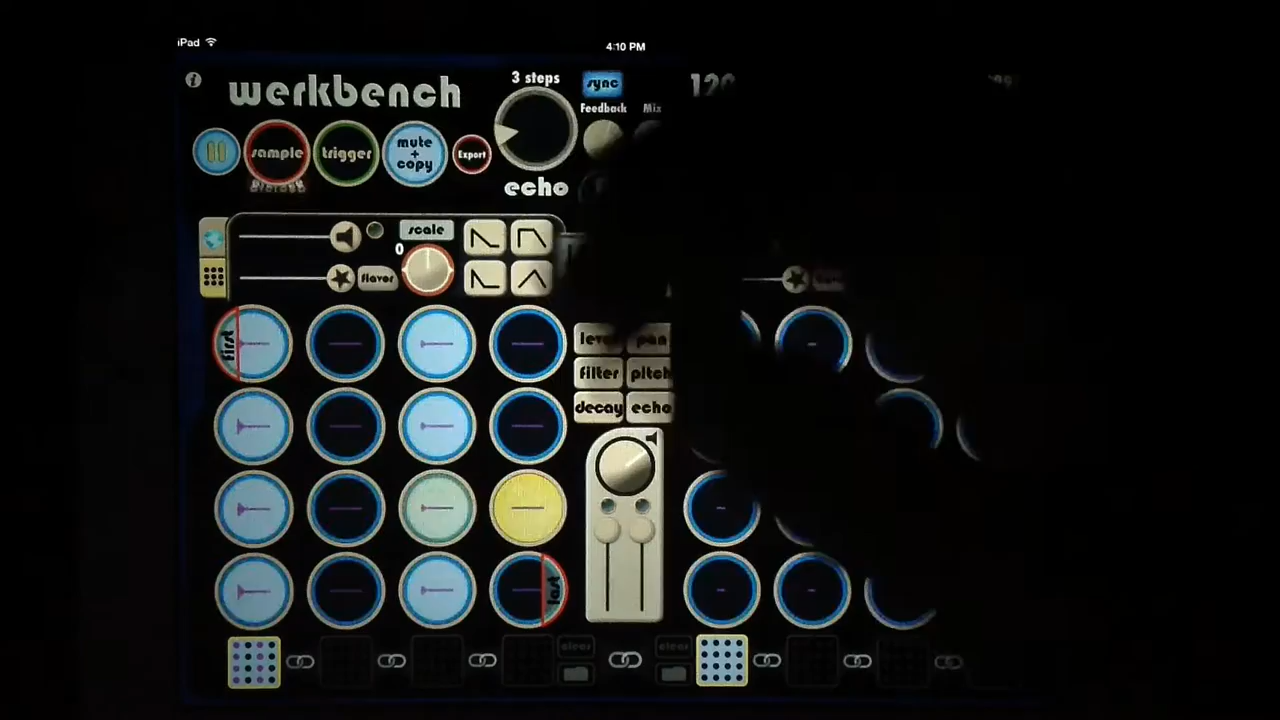 iPad
4:10 PM
werkbench
3 steps
sync
120
Feedback
Mix
sample
trigger
mute
+
copy
Export
echo
scale
0
flavor
first
level
pan
filter
pitch
decay
echo
last
clear
clear